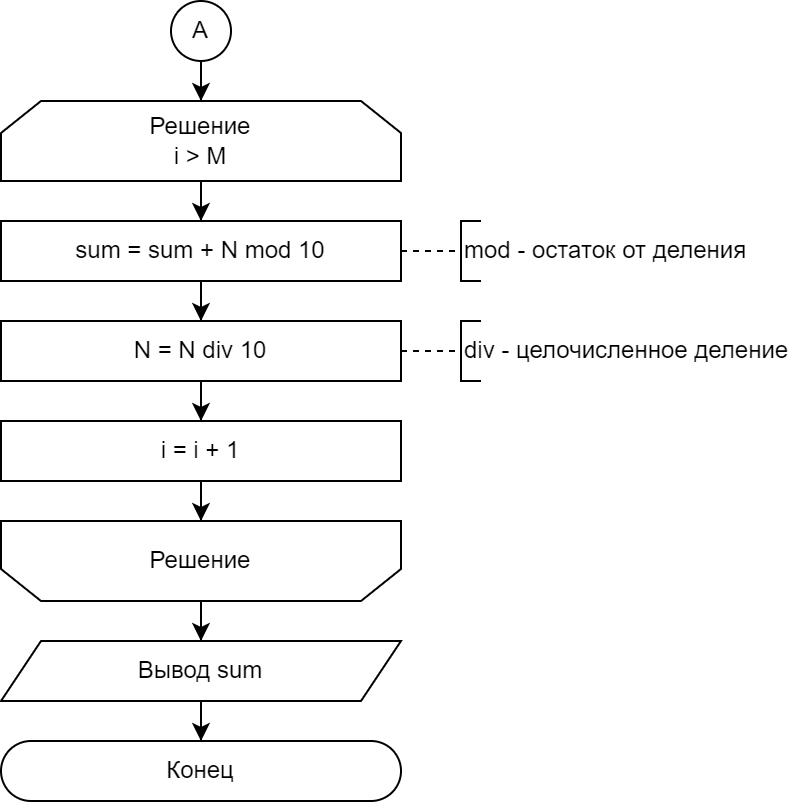 A
Решение
i > M
sum = sum + N mod 10
mod - остаток от деления
N = N div 10
div - целочисленное деление
i = i + 1
Решение
Вывод sum
Конец